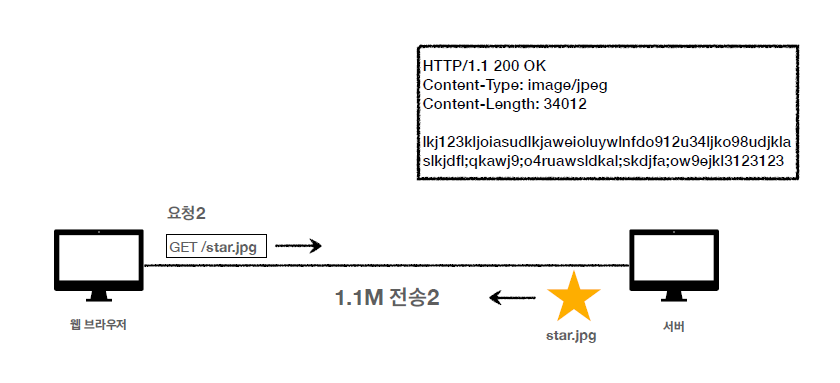 HTTP/1.1 200 OK
Content-Type: image/jpeg
Content-Length: 34012
lkj123kljoiasudlkjaweioluywlnfdo912u34ljko98udjkla
slkjdfl;qkawj9;o4ruawsldkal;skdjfa;ow9ejkl3123123
요청2
GET /star.jpg
1.1M 전송2
star.jpg
웹 브라우저
서버